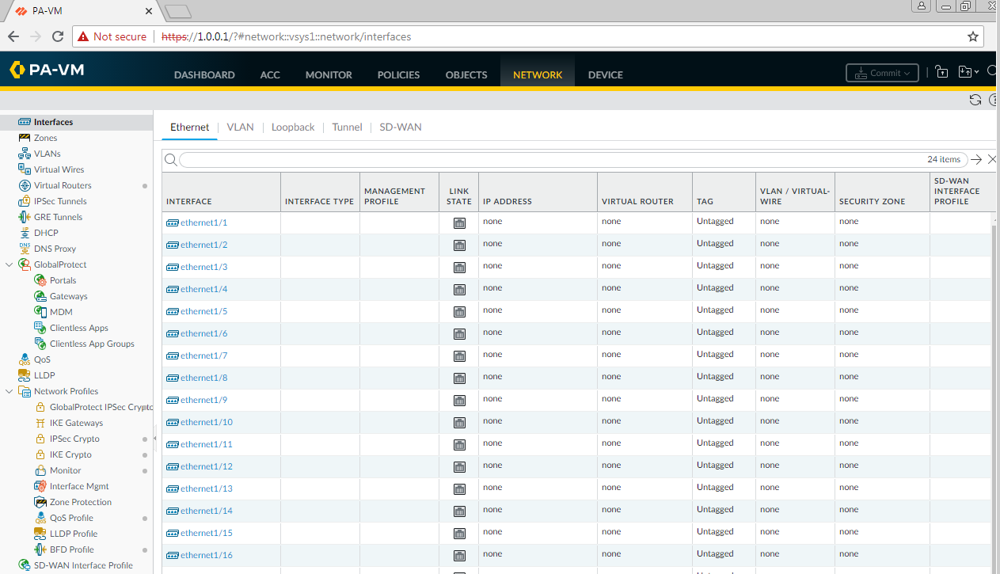 PA-VM
Not secure https://1.0.0.1/?#network::vsys1::network/interfaces
PA-VM
DASHBOARD ACC MONITOR POLICIES OBJECTS NETWORK DEVICE Commit
Interfaces
Zones
VLANs
Virtual Wires
Virtual Routers
IPSec Tunnels
GRE Tunnels
DHCP
DNS DNS Proxy
GlobalProtect
Portals
Gateways
MDM
Clientless Apps
Clientless App Groups
QoS QoS
LLDP
Network Profiles
GlobalProtect IPSec Crypto
IKE Gateways
IPSec Crypto
IKE Crypto
Monitor
Interface Mgmt
Zone Protection
QoS QoS Profile
LLDP Profile
BFD Profile
SD-WAN Interface Profile
Ethernet VLAN Loopback Tunnel SD-WAN
24 items
INTERFACE INTERFACE TYPE MANAGEMENT PROFILE LINK STATE IP ADDRESS VIRTUAL ROUTER TAG VLAN / VIRTUAL-WIRE SECURITY ZONE SD-WAN INTERFACE PROFILE
ethernet1/1 none none Untagged none none
ethernet1/2 none none Untagged none none
ethernet1/3 none none Untagged none none
ethernet1/4 none none Untagged none none
ethernet1/5 none none Untagged none none
ethernet1/6 none none Untagged none none
ethernet1/7 none none Untagged none none
ethernet1/8 none none Untagged none none
ethernet1/9 none none Untagged none none
ethernet1/10 none none Untagged none none
ethernet1/11 none none Untagged none none
ethernet1/12 none none Untagged none none
ethernet1/13 none none Untagged none none
ethernet1/14 none none Untagged none none
ethernet1/15 none none Untagged none none
ethernet1/16 none none Untagged none none